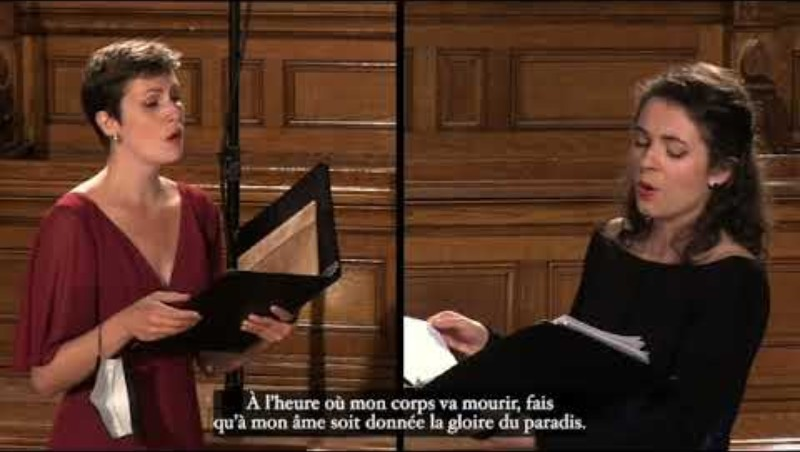 À l'heure où mon corps va mourir, fais
qu'à mon âme soit donnée la gloire du paradis.